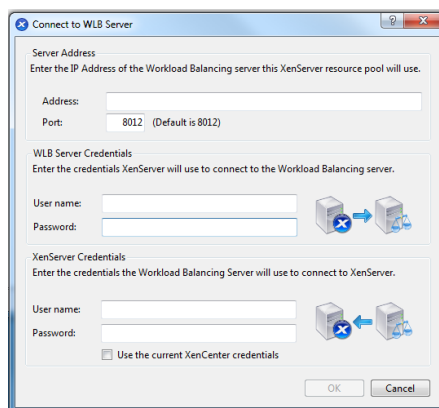 Connect to WLB Server
Server Address
Enter the IP Address of the Workload Balancing server this XenServer resource pool will use.
Address:
Port: 8012 (Default is 8012)
WLB Server Credentials
Enter the credentials XenServer will use to connect to the Workload Balancing server.
User name:
Password:
XenServer Credentials
Enter the credentials the Workload Balancing Server will use to connect to XenServer.
User name:
Password:
Use the current XenCenter credentials
OK Cancel